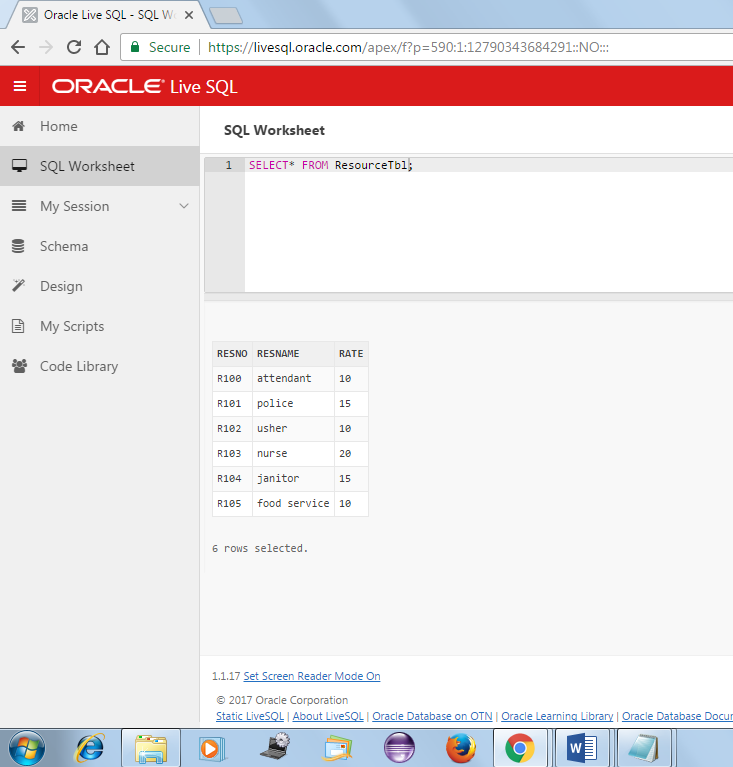 Oracle Live SQL - SQL Wo
Secure https://livesql.oracle.com/apex/f?p=590:1:12790343684291::NO:::
ORACLE® Live SQL
Home
SQL Worksheet
My Session
Schema
Design
My Scripts
Code Library
SQL Worksheet
1 SELECT* FROM ResourceTbl;
RESNO RESNAME RATE
R100 attendant 10
R101 police 15
R102 usher 10
R103 nurse 20
R104 janitor 15
R105 food service 10
6 rows selected.
1.1.17 Set Screen Reader Mode On
© 2017 Oracle Corporation
Static LiveSQL | About LiveSQL | Oracle Database on OTN | Oracle Learning Library | Oracle Database Docur